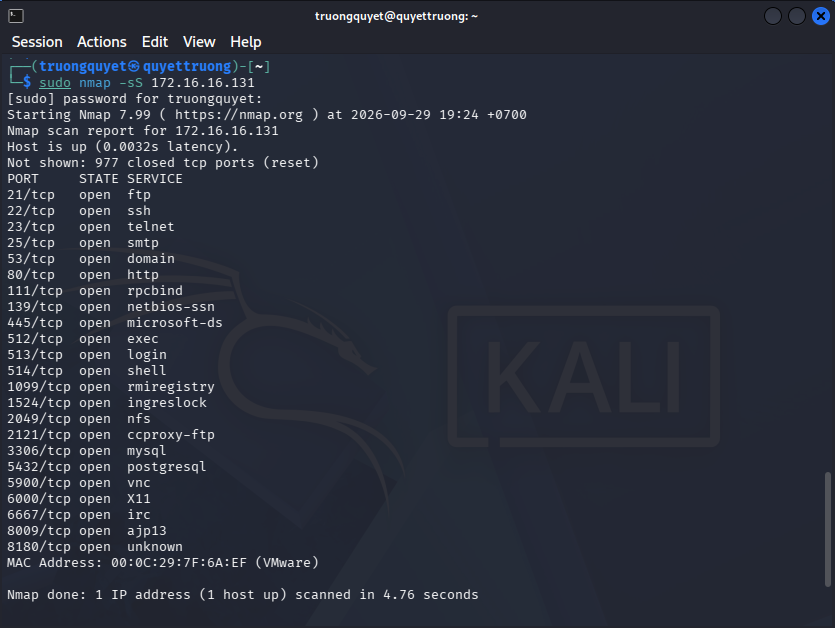 truongquyet@quyettruong: ~
Session Actions Edit View Help
┌──(truongquyet㉿quyettruong)-[~]
└─$ sudo nmap -sS 172.16.16.131
[sudo] password for truongquyet:
Starting Nmap 7.99 ( https://nmap.org ) at 2026-09-29 19:24 +0700
Nmap scan report for 172.16.16.131
Host is up (0.0032s latency).
Not shown: 977 closed tcp ports (reset)
PORT     STATE SERVICE
21/tcp   open  ftp
22/tcp   open  ssh
23/tcp   open  telnet
25/tcp   open  smtp
53/tcp   open  domain
80/tcp   open  http
111/tcp  open  rpcbind
139/tcp  open  netbios-ssn
445/tcp  open  microsoft-ds
512/tcp  open  exec
513/tcp  open  login
514/tcp  open  shell
1099/tcp open  rmiregistry
1524/tcp open  ingreslock
2049/tcp open  nfs
2121/tcp open  ccproxy-ftp
3306/tcp open  mysql
5432/tcp open  postgresql
5900/tcp open  vnc
6000/tcp open  X11
6667/tcp open  irc
8009/tcp open  ajp13
8180/tcp open  unknown
MAC Address: 00:0C:29:7F:6A:EF (VMware)
Nmap done: 1 IP address (1 host up) scanned in 4.76 seconds
KALI